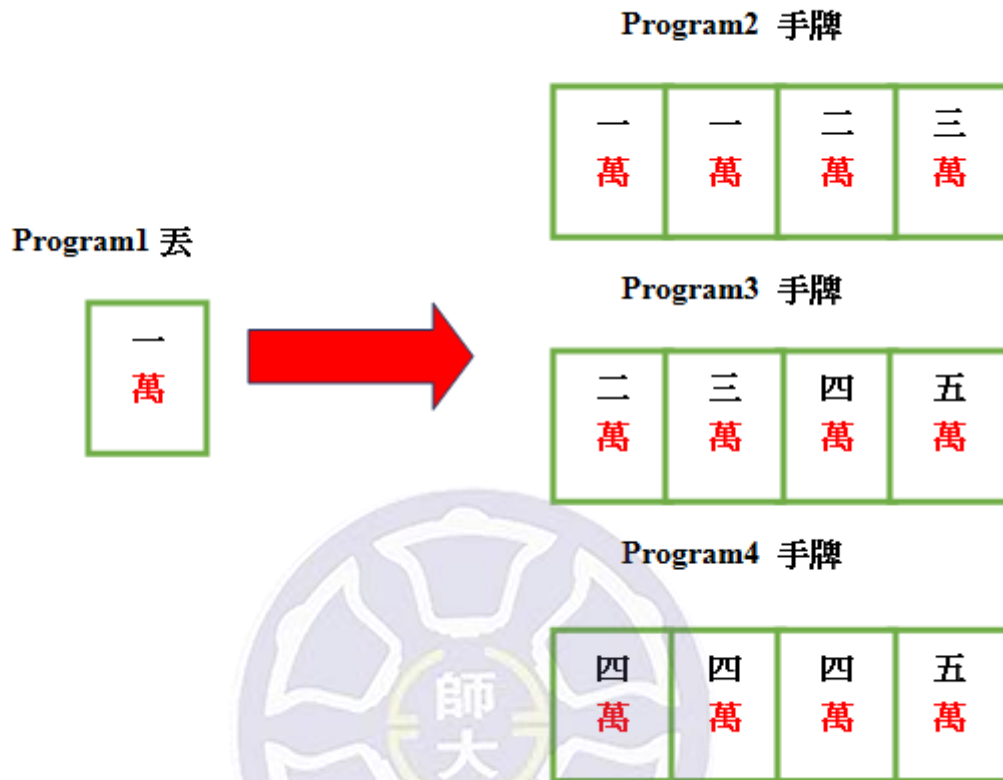 Program2 手牌
一 一 二 三
萬 萬 萬 萬
Program1 丟
一
萬
Program3 手牌
二 三 四 五
萬 萬 萬 萬
Program4 手牌
四 四 四 五
萬 萬 萬 萬
師
大